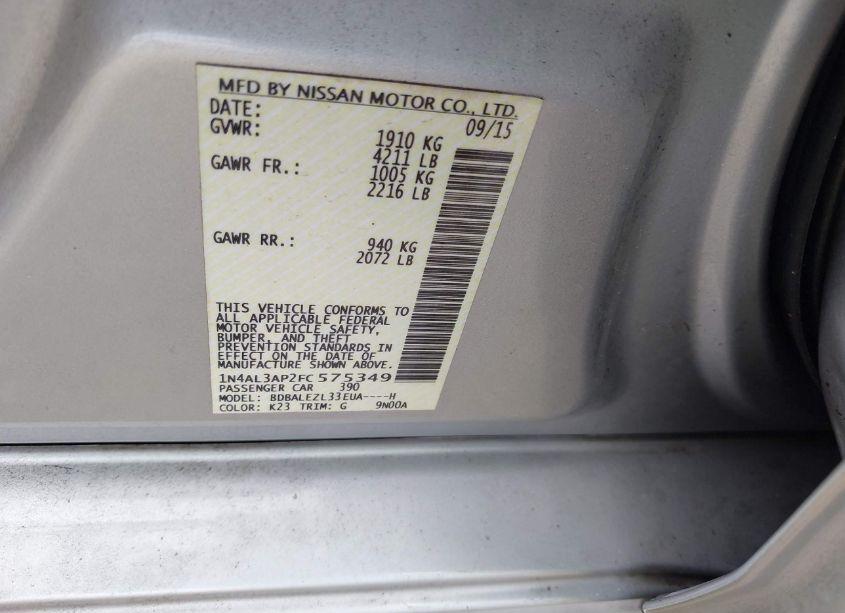 MFD BY NISSAN MOTOR CO., LTD.
DATE: 09/15
GVWR: 1910 KG
4211 LB
GAWR FR.: 1005 KG
2216 LB
GAWR RR.: 940 KG
2072 LB
THIS VEHICLE CONFORMS TO
ALL APPLICABLE FEDERAL
MOTOR VEHICLE SAFETY,
BUMPER, AND THEFT
PREVENTION STANDARDS IN
EFFECT ON THE DATE OF
MANUFACTURE SHOWN ABOVE.
1N4AL3AP2FC575349
PASSENGER CAR 390
MODEL: BDBALEZL33EUA----H
COLOR: K23 TRIM: G 9N00A